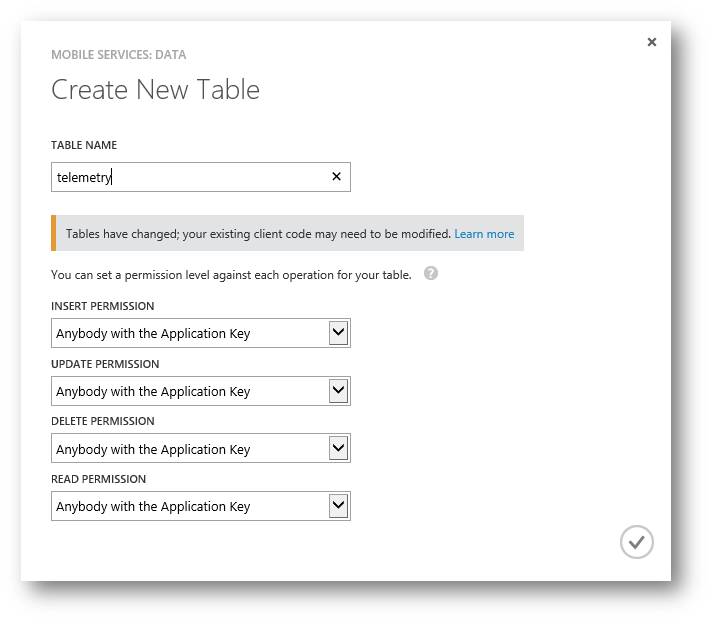 MOBILE SERVICES: DATA
Create New Table
TABLE NAME
telemetry
Tables have changed; your existing client code may need to be modified. Learn more
You can set a permission level against each operation for your table. ?
INSERT PERMISSION
Anybody with the Application Key
UPDATE PERMISSION
Anybody with the Application Key
DELETE PERMISSION
Anybody with the Application Key
READ PERMISSION
Anybody with the Application Key